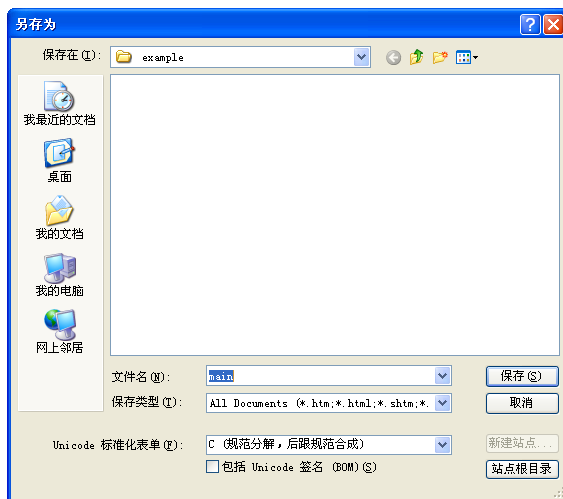 另存为
保存在(I): example
我最近的文档
桌面
我的文档
我的电脑
网上邻居
文件名(N): main 保存(S)
保存类型(T): All Documents (*.htm;*.html;*.shtm;*. 取消
Unicode 标准化表单(F): C (规范分解，后跟规范合成) 新建站点...
包括 Unicode 签名 (BOM)(S) 站点根目录